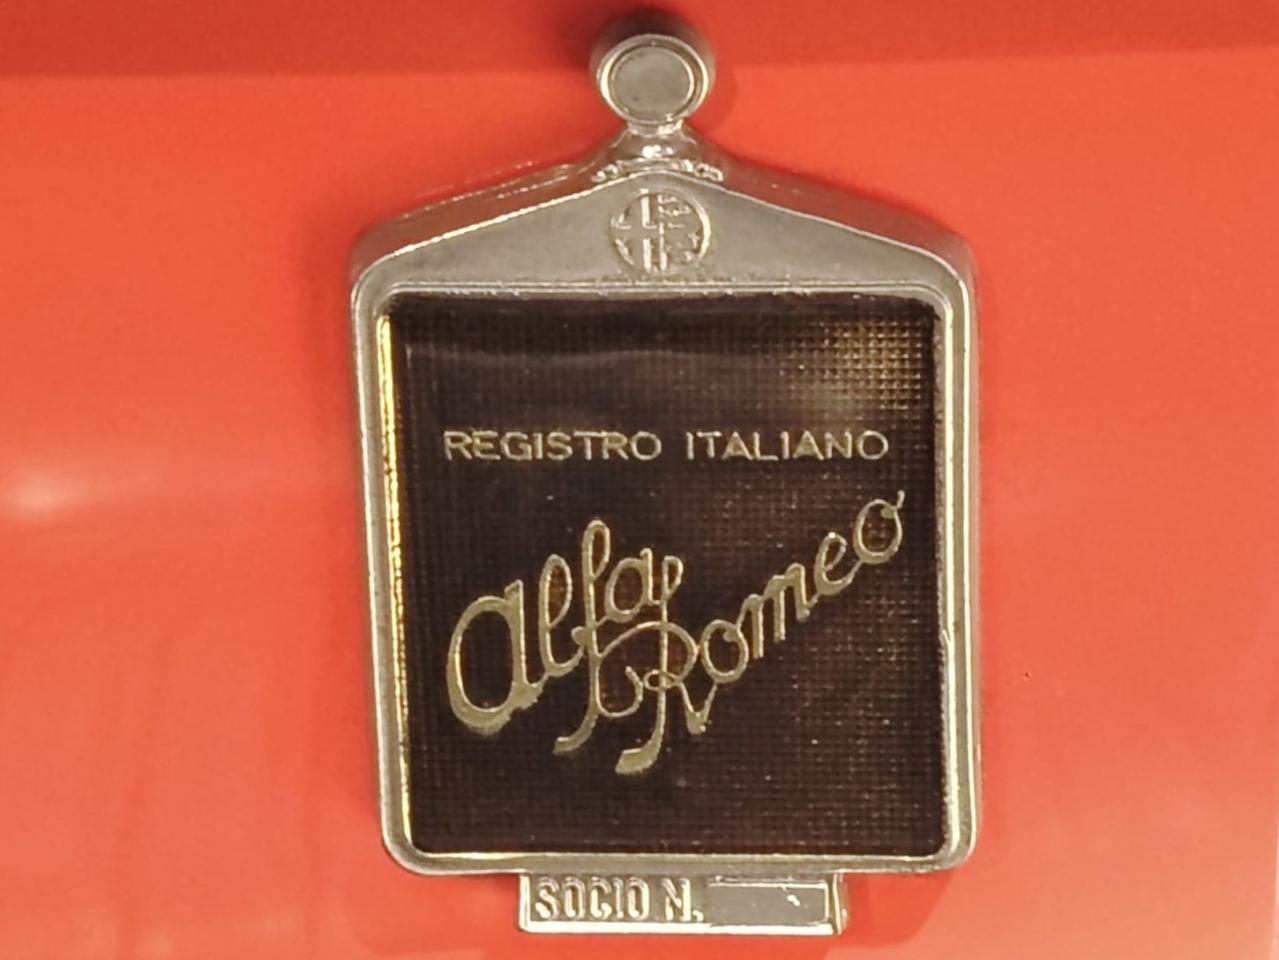 REGISTRO ITALIANO
alfa Romeo
SOCIO N.